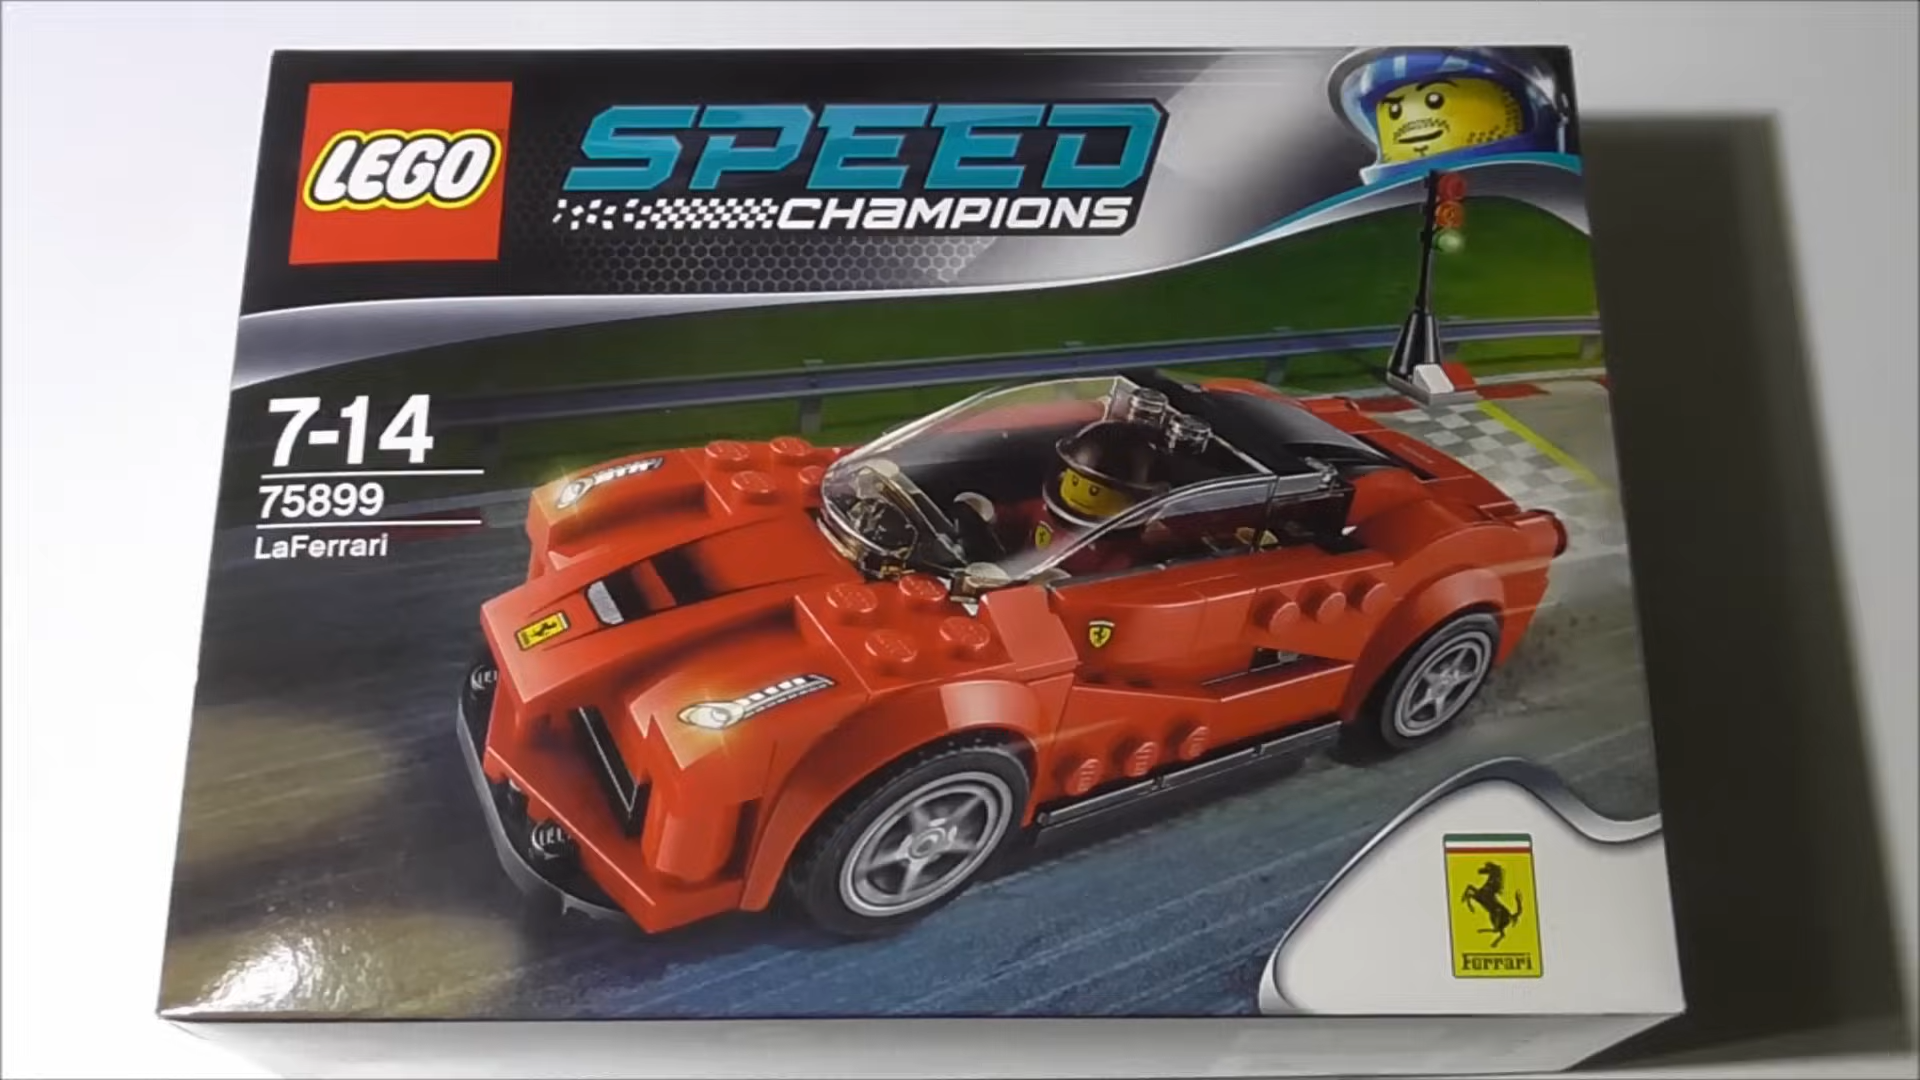 LEGO
SPEED
CHAMPIONS
7-14
75899
LaFerrari
Ferrari